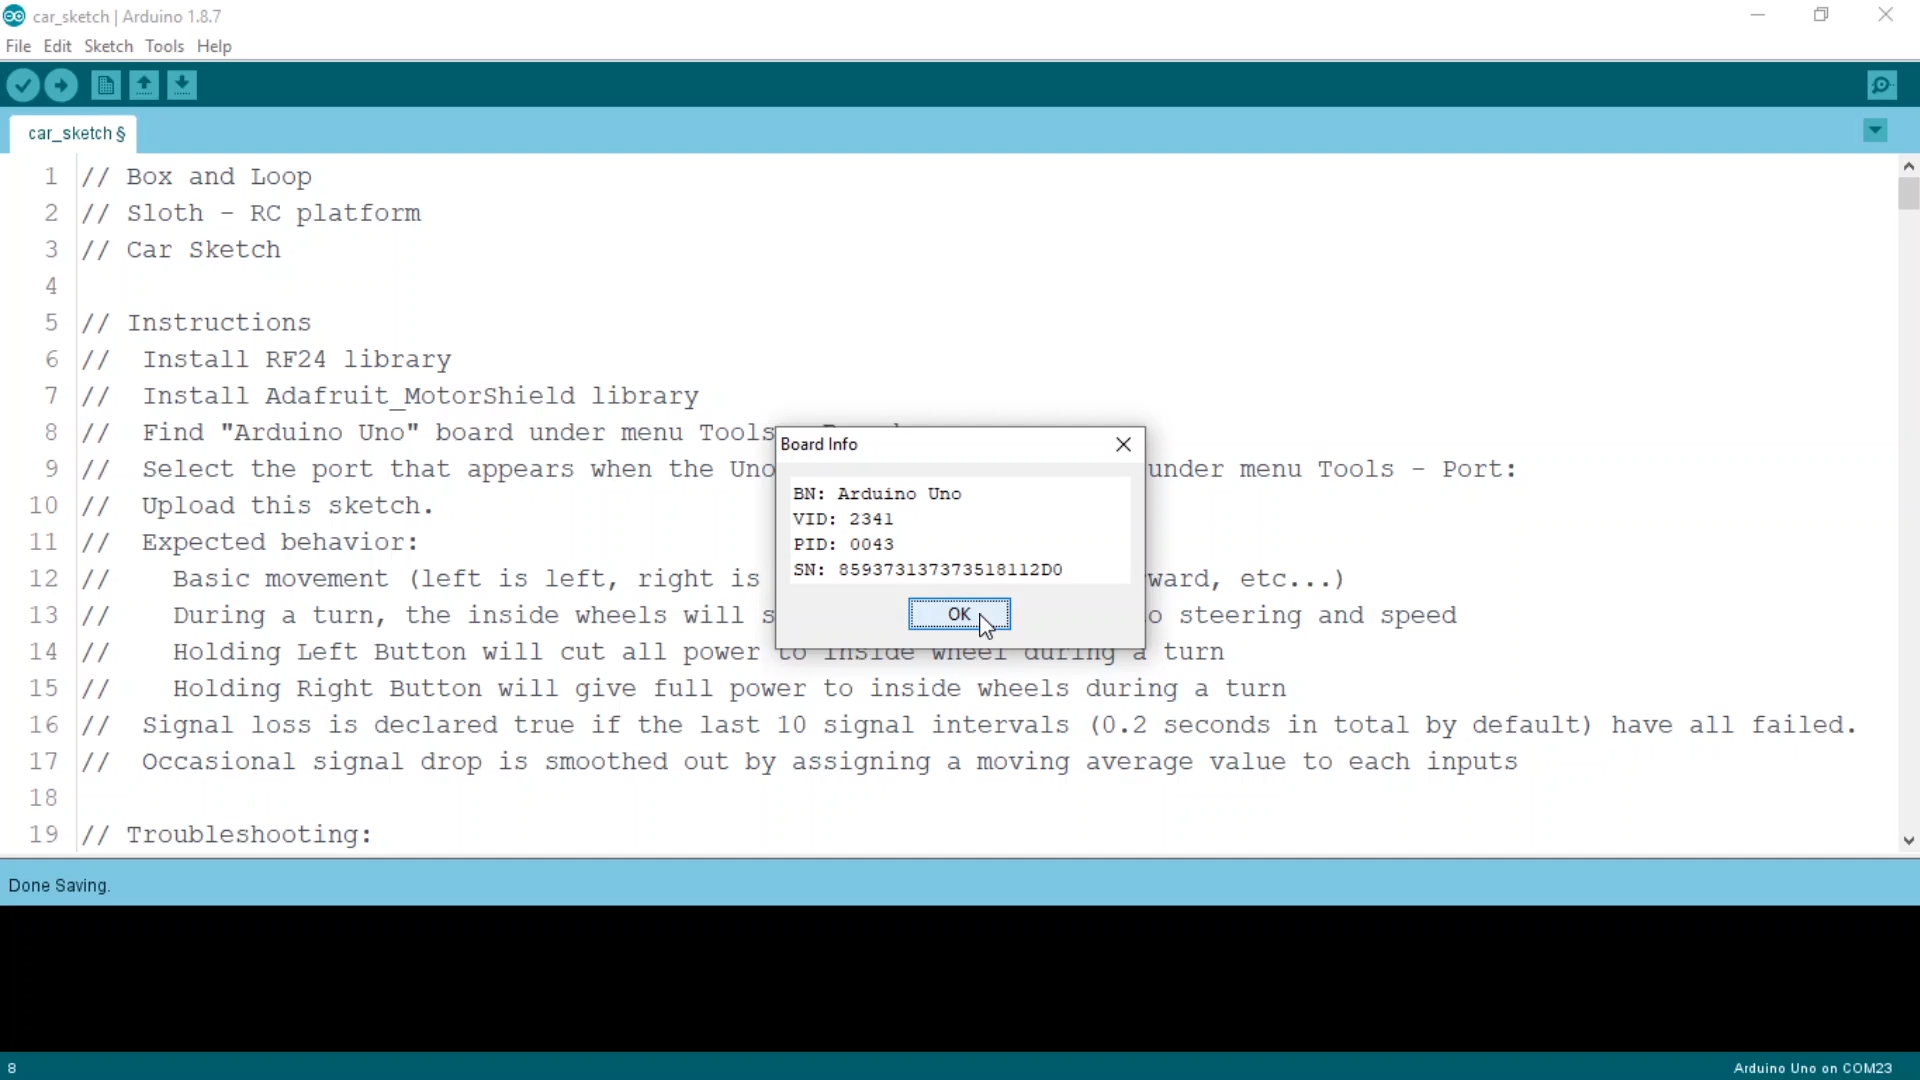 car_sketch | Arduino 1.8.7
File Edit Sketch Tools Help
car_sketch §
1 // Box and Loop
2 // Sloth - RC platform
3 // Car Sketch
4
5 // Instructions
6 // Install RF24 library
7 // Install Adafruit_MotorShield library
8 // Find "Arduino Uno" board under menu Tools
9 // Select the port that appears when the Uno under menu Tools - Port:
10 // Upload this sketch.
11 // Expected behavior:
12 // Basic movement (left is left, right is ward, etc...)
13 // During a turn, the inside wheels will s o steering and speed
14 // Holding Left Button will cut all power to inside wheel during a turn
15 // Holding Right Button will give full power to inside wheels during a turn
16 // Signal loss is declared true if the last 10 signal intervals (0.2 seconds in total by default) have all failed.
17 // Occasional signal drop is smoothed out by assigning a moving average value to each inputs
18
19 // Troubleshooting:
Board Info
BN: Arduino Uno
VID: 2341
PID: 0043
SN: 859373137373518112D0
OK
Done Saving.
8
Arduino Uno on COM23